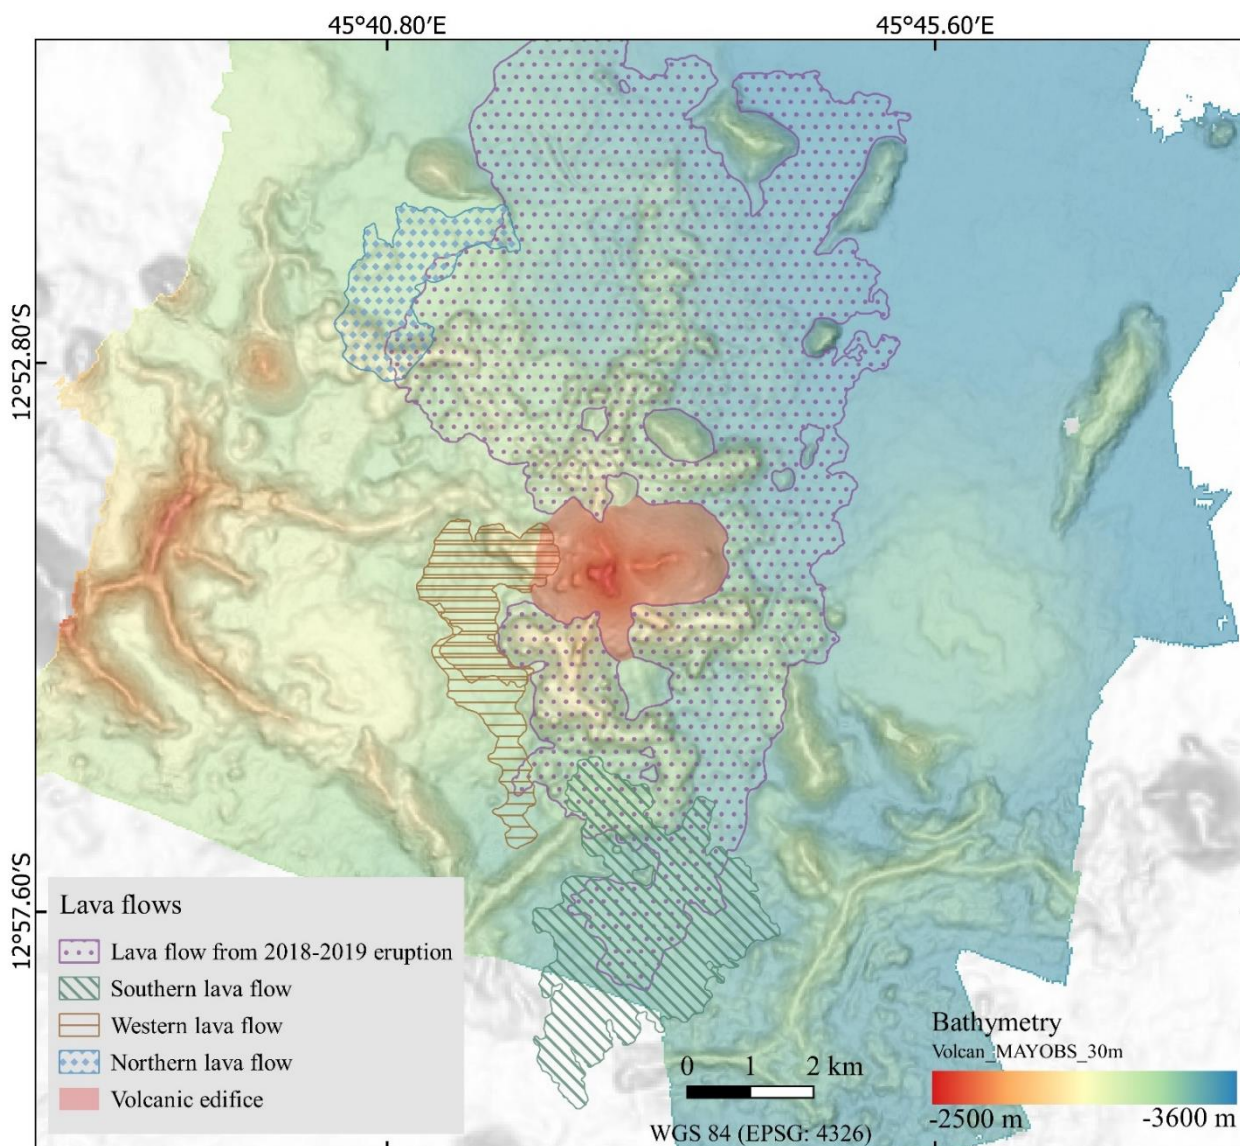 45°40.80′E
45°45.60′E
12°52.80′S
12°57.60′S
Lava flows
Lava flow from 2018-2019 eruption
Southern lava flow
Western lava flow
Northern lava flow
Volcanic edifice
0 1 2 km
WGS 84 (EPSG: 4326)
Bathymetry
Volcan_MAYOBS_30m
-2500 m
-3600 m